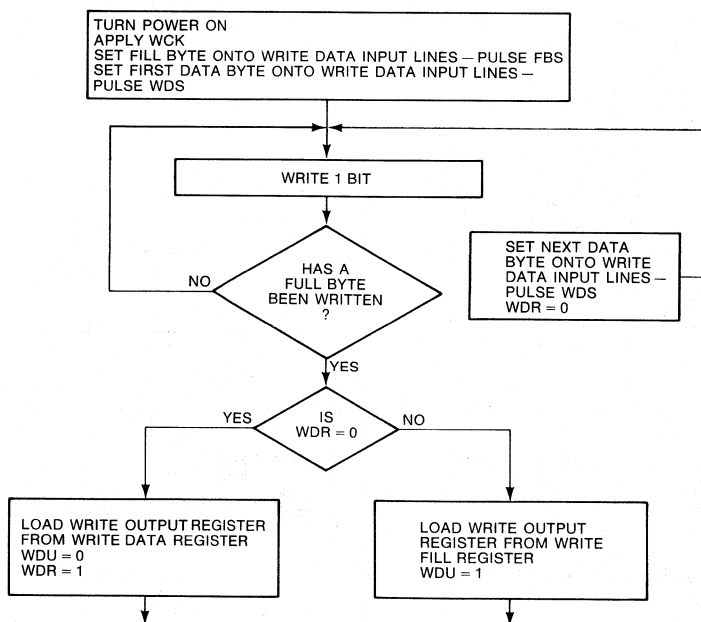 TURN POWER ON
APPLY WCK
SET FILL BYTE ONTO WRITE DATA INPUT LINES — PULSE FBS
SET FIRST DATA BYTE ONTO WRITE DATA INPUT LINES —
PULSE WDS
WRITE 1 BIT
HAS A
FULL BYTE
BEEN WRITTEN
?
NO
YES
SET NEXT DATA
BYTE ONTO WRITE
DATA INPUT LINES —
PULSE WDS
WDR = 0
IS
WDR = 0
YES
NO
LOAD WRITE OUTPUT REGISTER
FROM WRITE DATA REGISTER
WDU = 0
WDR = 1
LOAD WRITE OUTPUT
REGISTER FROM WRITE
FILL REGISTER
WDU = 1